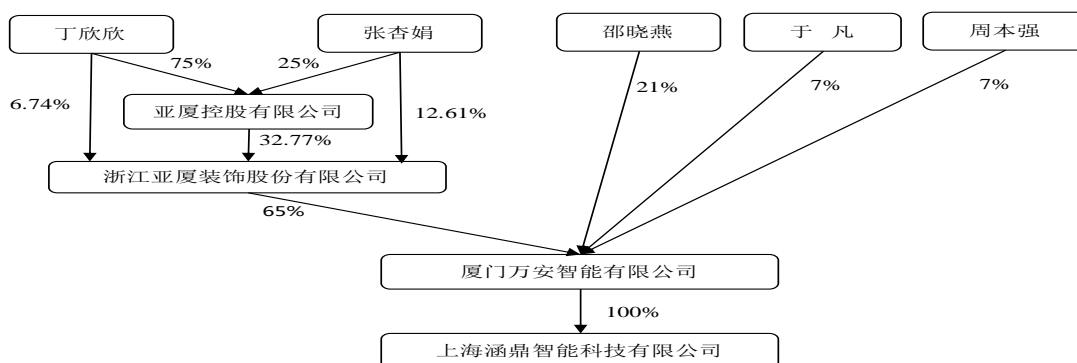 丁欣欣
张杏娟
邵晓燕
于 凡
周本强
75%
25%
6.74%
12.61%
21%
7%
7%
亚厦控股有限公司
32.77%
浙江亚厦装饰股份有限公司
65%
厦门万安智能有限公司
100%
上海涵鼎智能科技有限公司